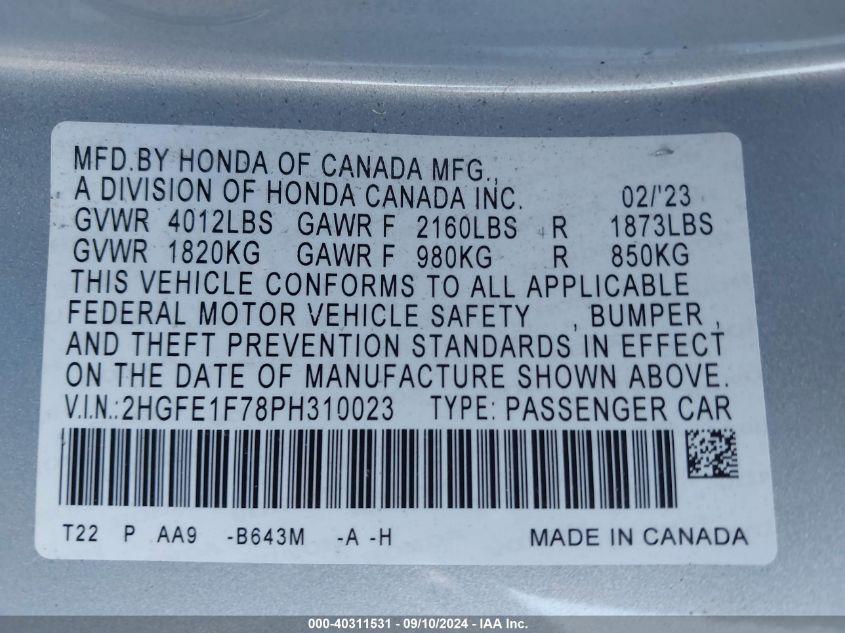 MFD.BY HONDA OF CANADA MFG.,
A DIVISION OF HONDA CANADA INC. 02/'23
GVWR 4012LBS GAWR F 2160LBS R 1873LBS
GVWR 1820KG GAWR F 980KG R 850KG
THIS VEHICLE CONFORMS TO ALL APPLICABLE
FEDERAL MOTOR VEHICLE SAFETY , BUMPER ,
AND THEFT PREVENTION STANDARDS IN EFFECT
ON THE DATE OF MANUFACTURE SHOWN ABOVE.
V.I.N.:2HGFE1F78PH310023 TYPE: PASSENGER CAR
T22 P AA9 -B643M -A -H MADE IN CANADA
000-40311531 - 09/10/2024 - IAA Inc.